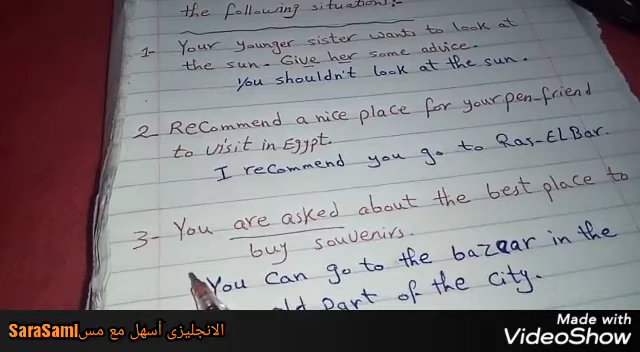 the following situations:-
1- Your younger sister wants to look at
the sun. Give her some advice.
You shouldn't look at the sun.
2 Recommend a nice place for your pen-friend
to visit in Egypt.
I recommend you go to Ras-ELBar.
3- You are asked about the best place to
buy souvenirs.
You can go to the bazaar in the
old part of the city.
الانجليزى أسهل مع مسSaraSami
Made with
VideoShow